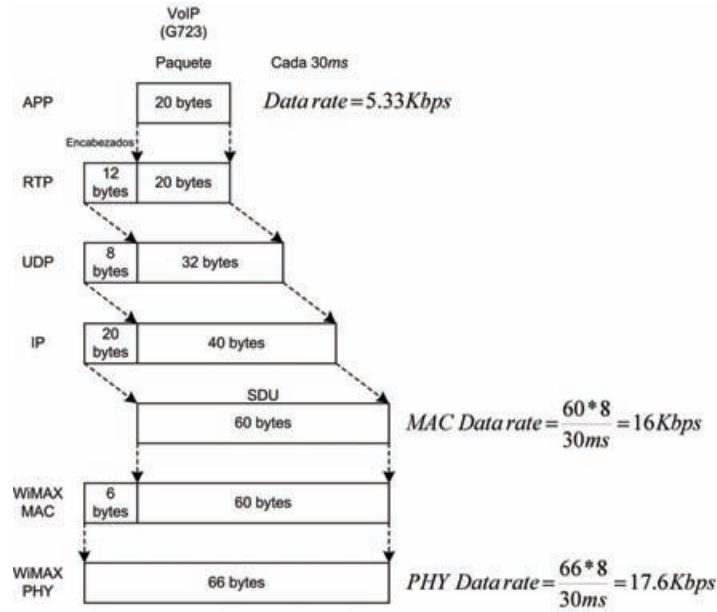 VoIP
(G723)
Paquete
Cada 30ms
APP
20 bytes
Data rate = 5.33Kbps
Encabezados
RTP
12
bytes
20 bytes
UDP
8
bytes
32 bytes
IP
20
bytes
40 bytes
SDU
60 bytes
MAC Data rate = 60*8 / 30ms = 16Kbps
WiMAX
MAC
6
bytes
60 bytes
WiMAX
PHY
66 bytes
PHY Data rate = 66*8 / 30ms = 17.6Kbps